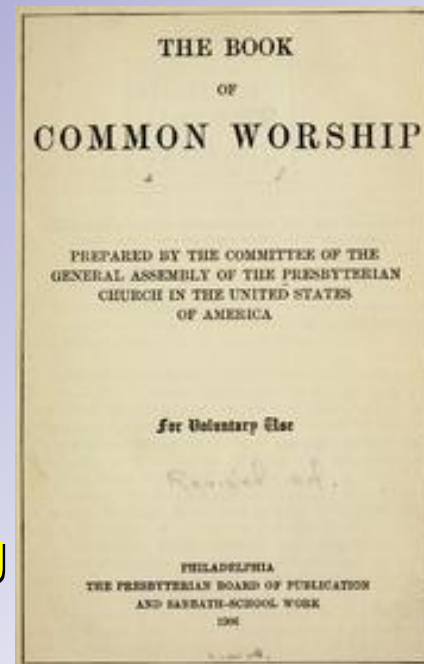 THE BOOK
OF
COMMON WORSHIP
PREPARED BY THE COMMITTEE OF THE
GENERAL ASSEMBLY OF THE PRESBYTERIAN
CHURCH IN THE UNITED STATES
OF AMERICA
For Voluntary Use
PHILADELPHIA
THE PRESBYTERIAN BOARD OF PUBLICATION
AND SABBATH-SCHOOL WORK
1906